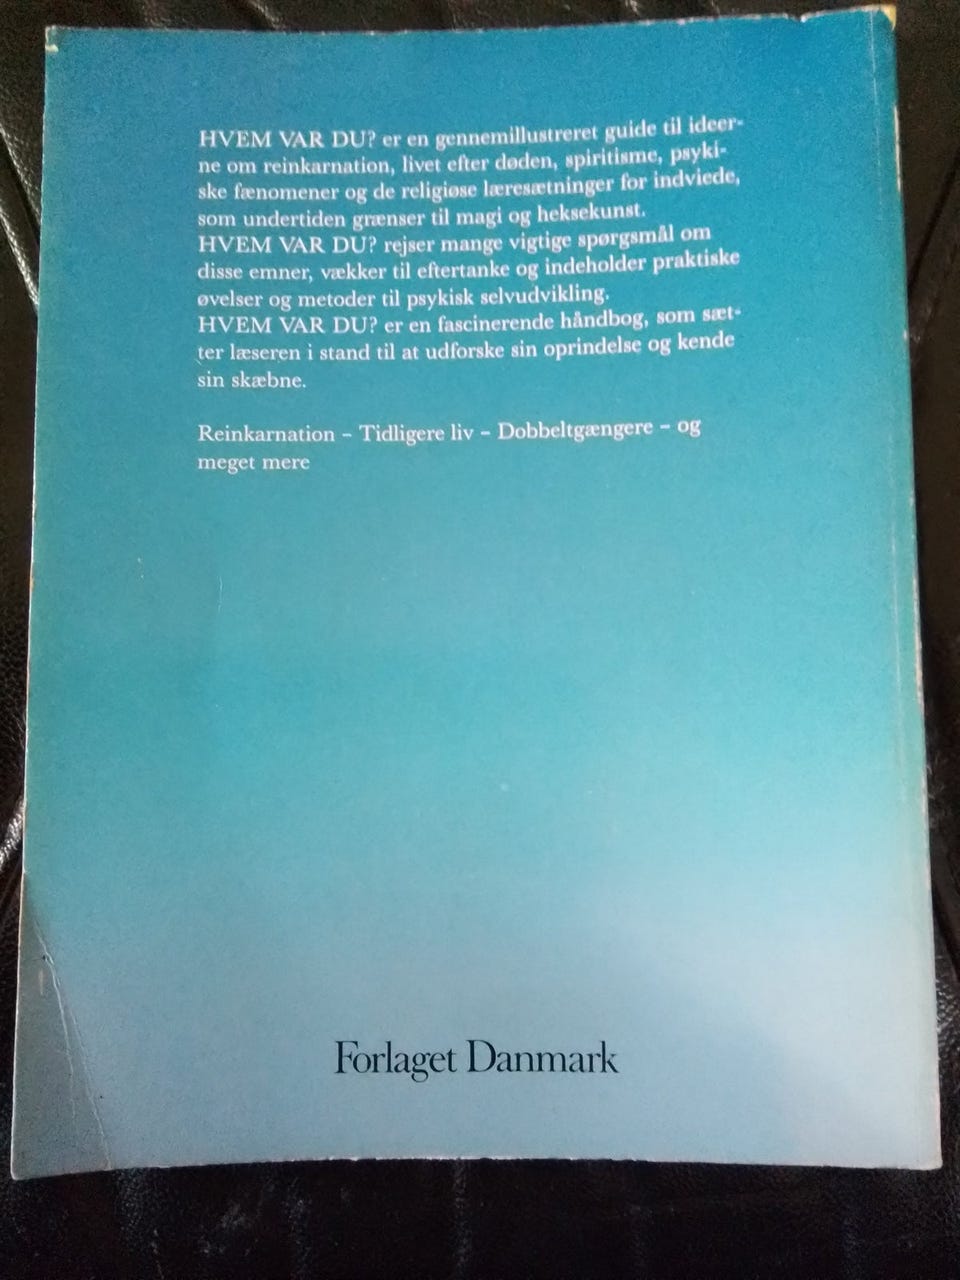 HVEM VAR DU? er en gennemillustreret guide til ideer-
ne om reinkarnation, livet efter døden, spiritisme, psyki-
ske fænomener og de religiøse læresætninger for indviede,
som undertiden grænser til magi og heksekunst.
HVEM VAR DU? rejser mange vigtige spørgsmål om
disse emner, vækker til eftertanke og indeholder praktiske
øvelser og metoder til psykisk selvudvikling.
HVEM VAR DU? er en fascinerende håndbog, som sæt-
ter læseren i stand til at udforske sin oprindelse og kende
sin skæbne.
Reinkarnation – Tidligere liv – Dobbeltgængere – og
meget mere
Forlaget Danmark